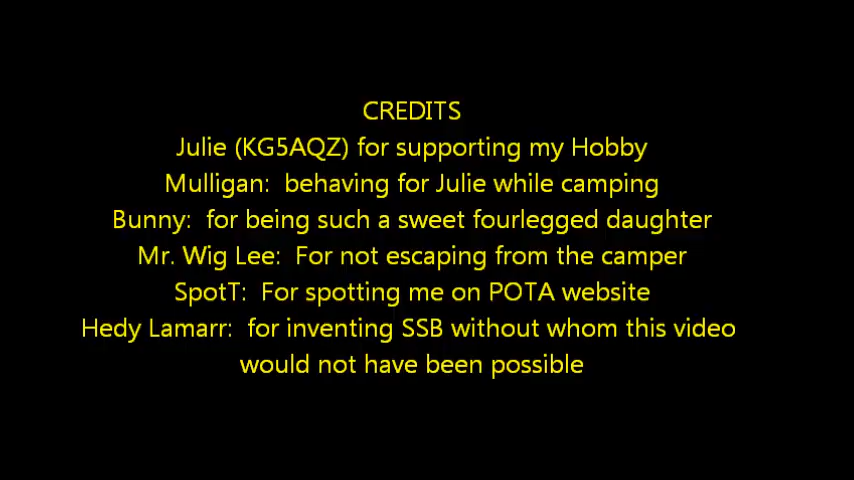 CREDITS
Julie (KG5AQZ) for supporting my Hobby
Mulligan:  behaving for Julie while camping
Bunny:  for being such a sweet fourlegged daughter
Mr. Wig Lee:  For not escaping from the camper
SpotT:  For spotting me on POTA website
Hedy Lamarr:  for inventing SSB without whom this video
would not have been possible